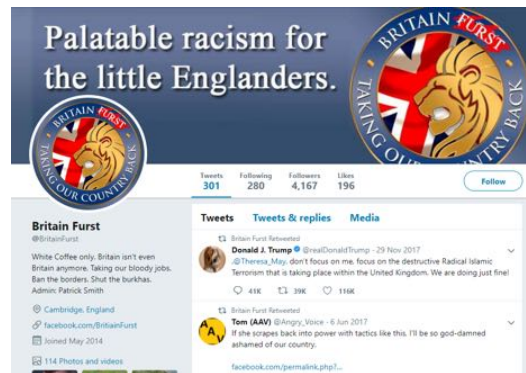 Palatable racism for
the little Englanders.
BRITAIN FURST
TAKING OUR COUNTRY BACK
BRITAIN FURST
TAKING OUR COUNTRY BACK
Tweets Following Followers Likes
301 280 4,167 196
Follow
Britain Furst
@BritainFurst
White Coffee only. Britain isn't even
Britain anymore. Taking our bloody jobs.
Ban the borders. Shut the burkhas.
Admin: Patrick Smith
Cambridge, England
facebook.com/BritiainFurst
Joined May 2014
114 Photos and videos
Tweets Tweets & replies Media
Britain Furst Retweeted
Donald J. Trump @realDonaldTrump · 29 Nov 2017
.@Theresa_May, don't focus on me, focus on the destructive Radical Islamic
Terrorism that is taking place within the United Kingdom. We are doing just fine!
41K 39K 116K
Britain Furst Retweeted
AAV
Tom (AAV) @Angry_Voice · 6 Jun 2017
If she scrapes back into power with tactics like this. I'll be so god-damned
ashamed of our country.
facebook.com/permalink.php?...